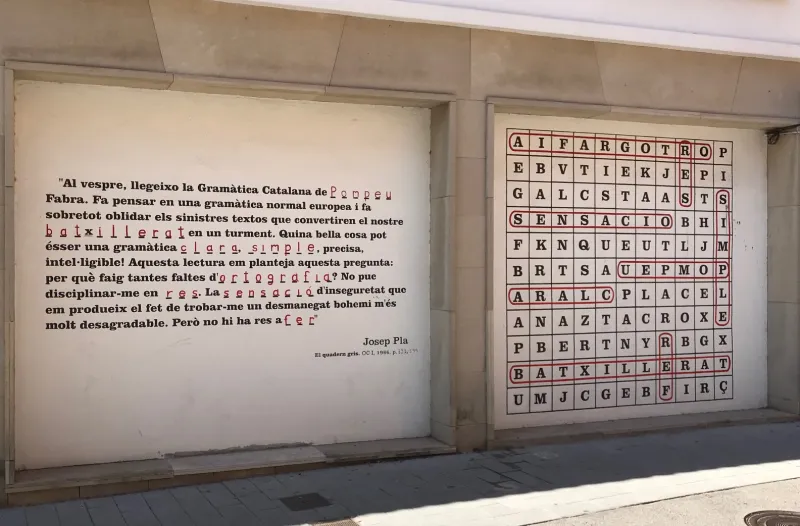 "Al vespre, llegeixo la Gramàtica Catalana de Pompeu
Fabra. Fa pensar en una gramàtica normal europea i fa
sobretot oblidar els sinistres textos que convertiren el nostre
batxillerat en un turment. Quina bella cosa pot
ésser una gramàtica clara, simple, precisa,
intel·ligible! Aquesta lectura em planteja aquesta pregunta:
per què faig tantes faltes d'ortografia? No puc
disciplinar-me en res. La sensació d'inseguretat que
em produeix el fet de trobar-me un desmanegat bohemi m'és
molt desagradable. Però no hi ha res a fer"
Josep Pla
El quadern gris. OC I, 1966, p.
A I F A R G O T R O P
E B V T I E K J E P I
G A L C S T A A S T S
S E N S A C I O B H I
F K N Q U E U T L J M
B R T S A U E P M O P
A R A L C P L A C E L
A N A Z T A C R O X E
P B E R T N Y R B G X
B A T X I L L E R A T
U M J C G E B F I R Ç